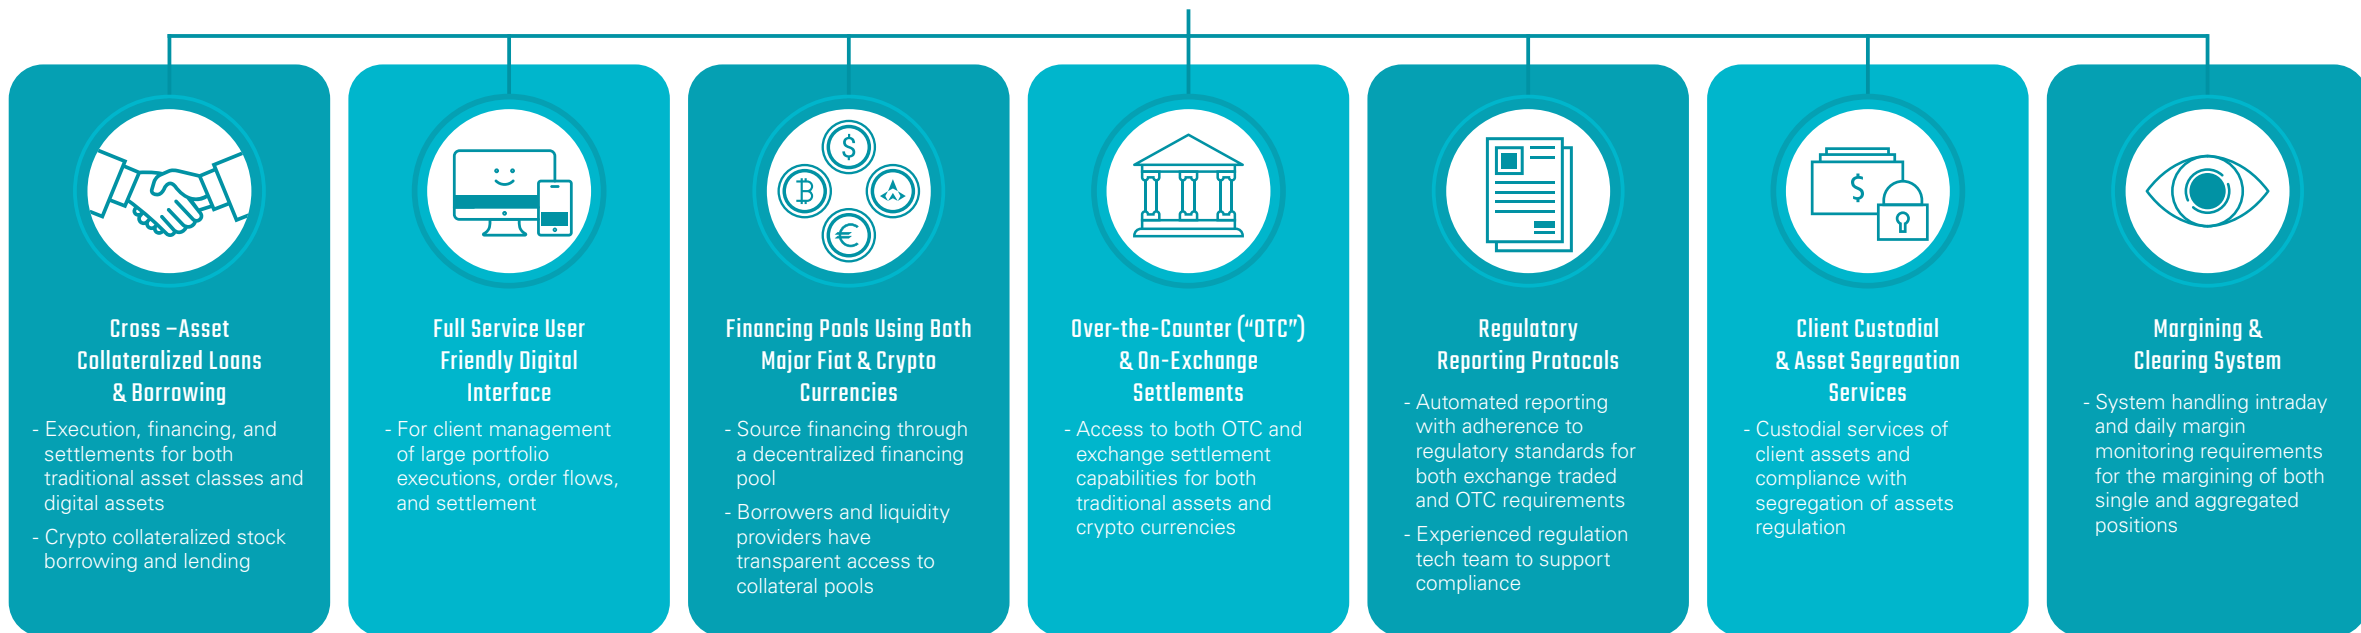 Cross –Asset
Collateralized Loans
& Borrowing
- Execution, financing, and
settlements for both
traditional asset classes and
digital assets
- Crypto collateralized stock
borrowing and lending
Full Service User
Friendly Digital
Interface
- For client management
of large portfolio
executions, order flows,
and settlement
Financing Pools Using Both
Major Fiat & Crypto
Currencies
- Source financing through
a decentralized financing
pool
- Borrowers and liquidity
providers have
transparent access to
collateral pools
Over-the-Counter (“OTC”)
& On-Exchange
Settlements
- Access to both OTC and
exchange settlement
capabilities for both
traditional assets and
crypto currencies
Regulatory
Reporting Protocols
- Automated reporting
with adherence to
regulatory standards for
both exchange traded
and OTC requirements
- Experienced regulation
tech team to support
compliance
Client Custodial
& Asset Segregation
Services
- Custodial services of
client assets and
compliance with
segregation of assets
regulation
Margining &
Clearing System
- System handling intraday
and daily margin
monitoring requirements
for the margining of both
single and aggregated
positions